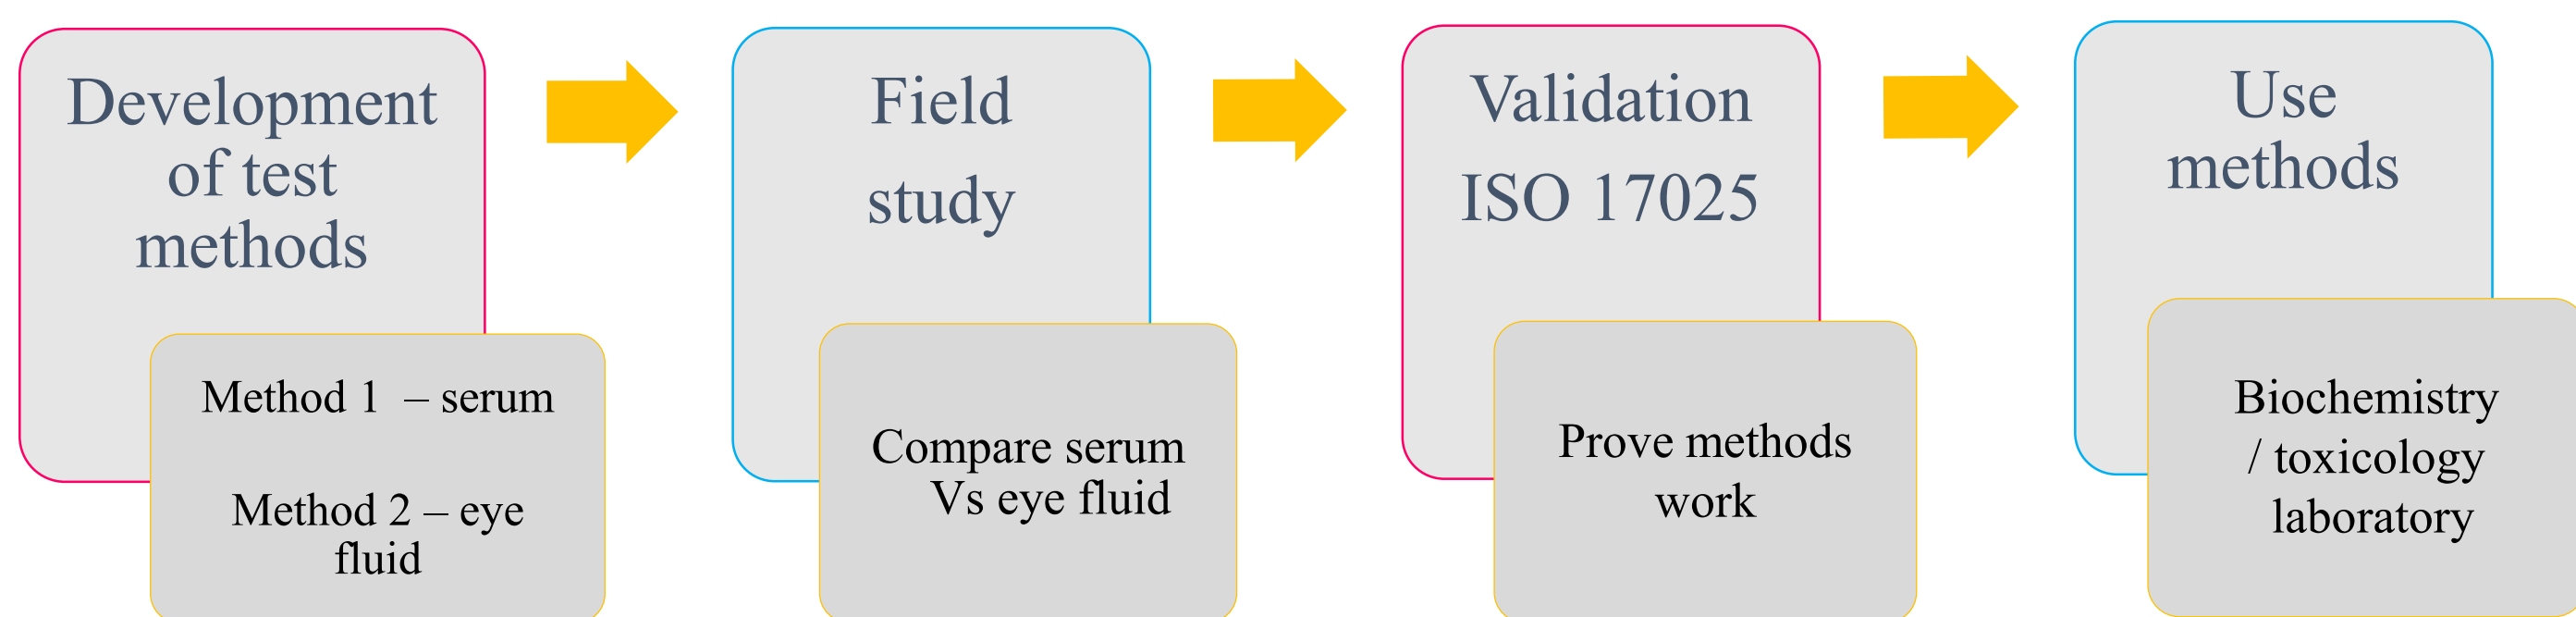 Development
of test
methods
Method 1 – serum
Method 2 – eye
fluid
Field
study
Compare serum
Vs eye fluid
Validation
ISO 17025
Prove methods
work
Use
methods
Biochemistry
/ toxicology
laboratory